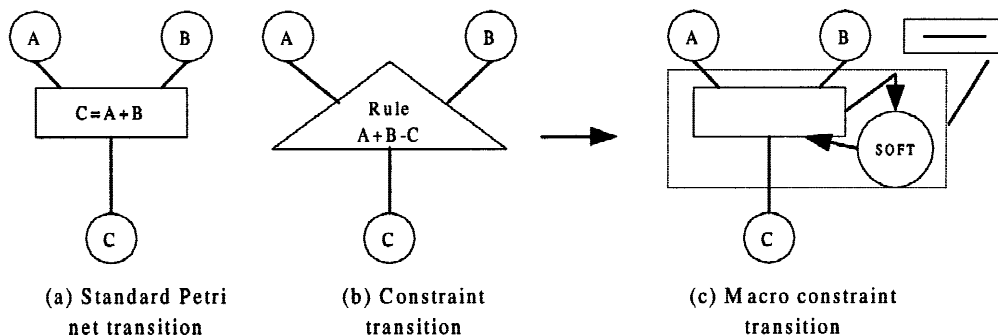 A
B
C=A+B
C
(a) Standard Petri
net transition
A
B
Rule
A+B-C
C
(b) Constraint
transition
A
B
SOFT
C
(c) Macro constraint
transition